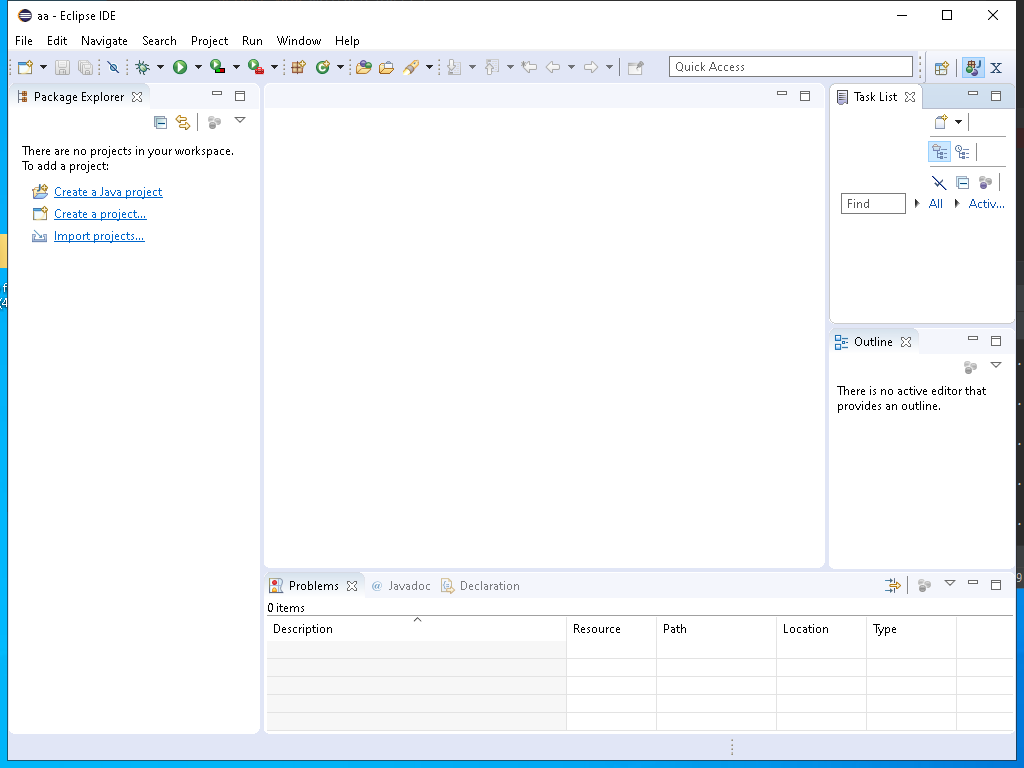 aa - Eclipse IDE
File Edit Navigate Search Project Run Window Help
Quick Access
Package Explorer
There are no projects in your workspace.
To add a project:
Create a Java project
Create a project...
Import projects...
Task List
Find All Activ...
Outline
There is no active editor that
provides an outline.
Problems @ Javadoc Declaration
0 items
Description Resource Path Location Type